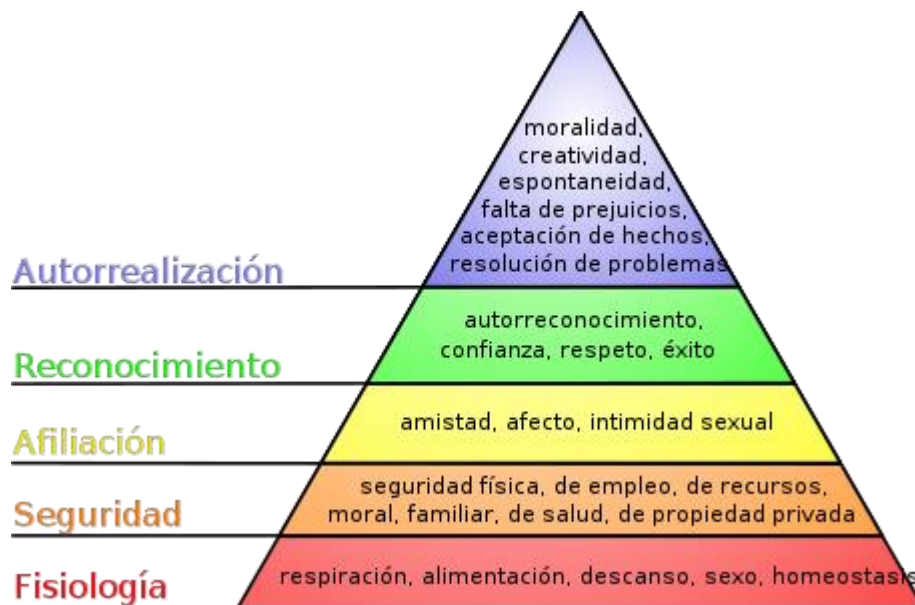 moralidad,
creatividad,
espontaneidad,
falta de prejuicios,
aceptación de hechos,
resolución de problemas
Autorrealización
autorreconocimiento,
confianza, respeto, éxito
Reconocimiento
amistad, afecto, intimidad sexual
Afiliación
seguridad física, de empleo, de recursos,
moral, familiar, de salud, de propiedad privada
Seguridad
respiración, alimentación, descanso, sexo, homeostasis
Fisiología